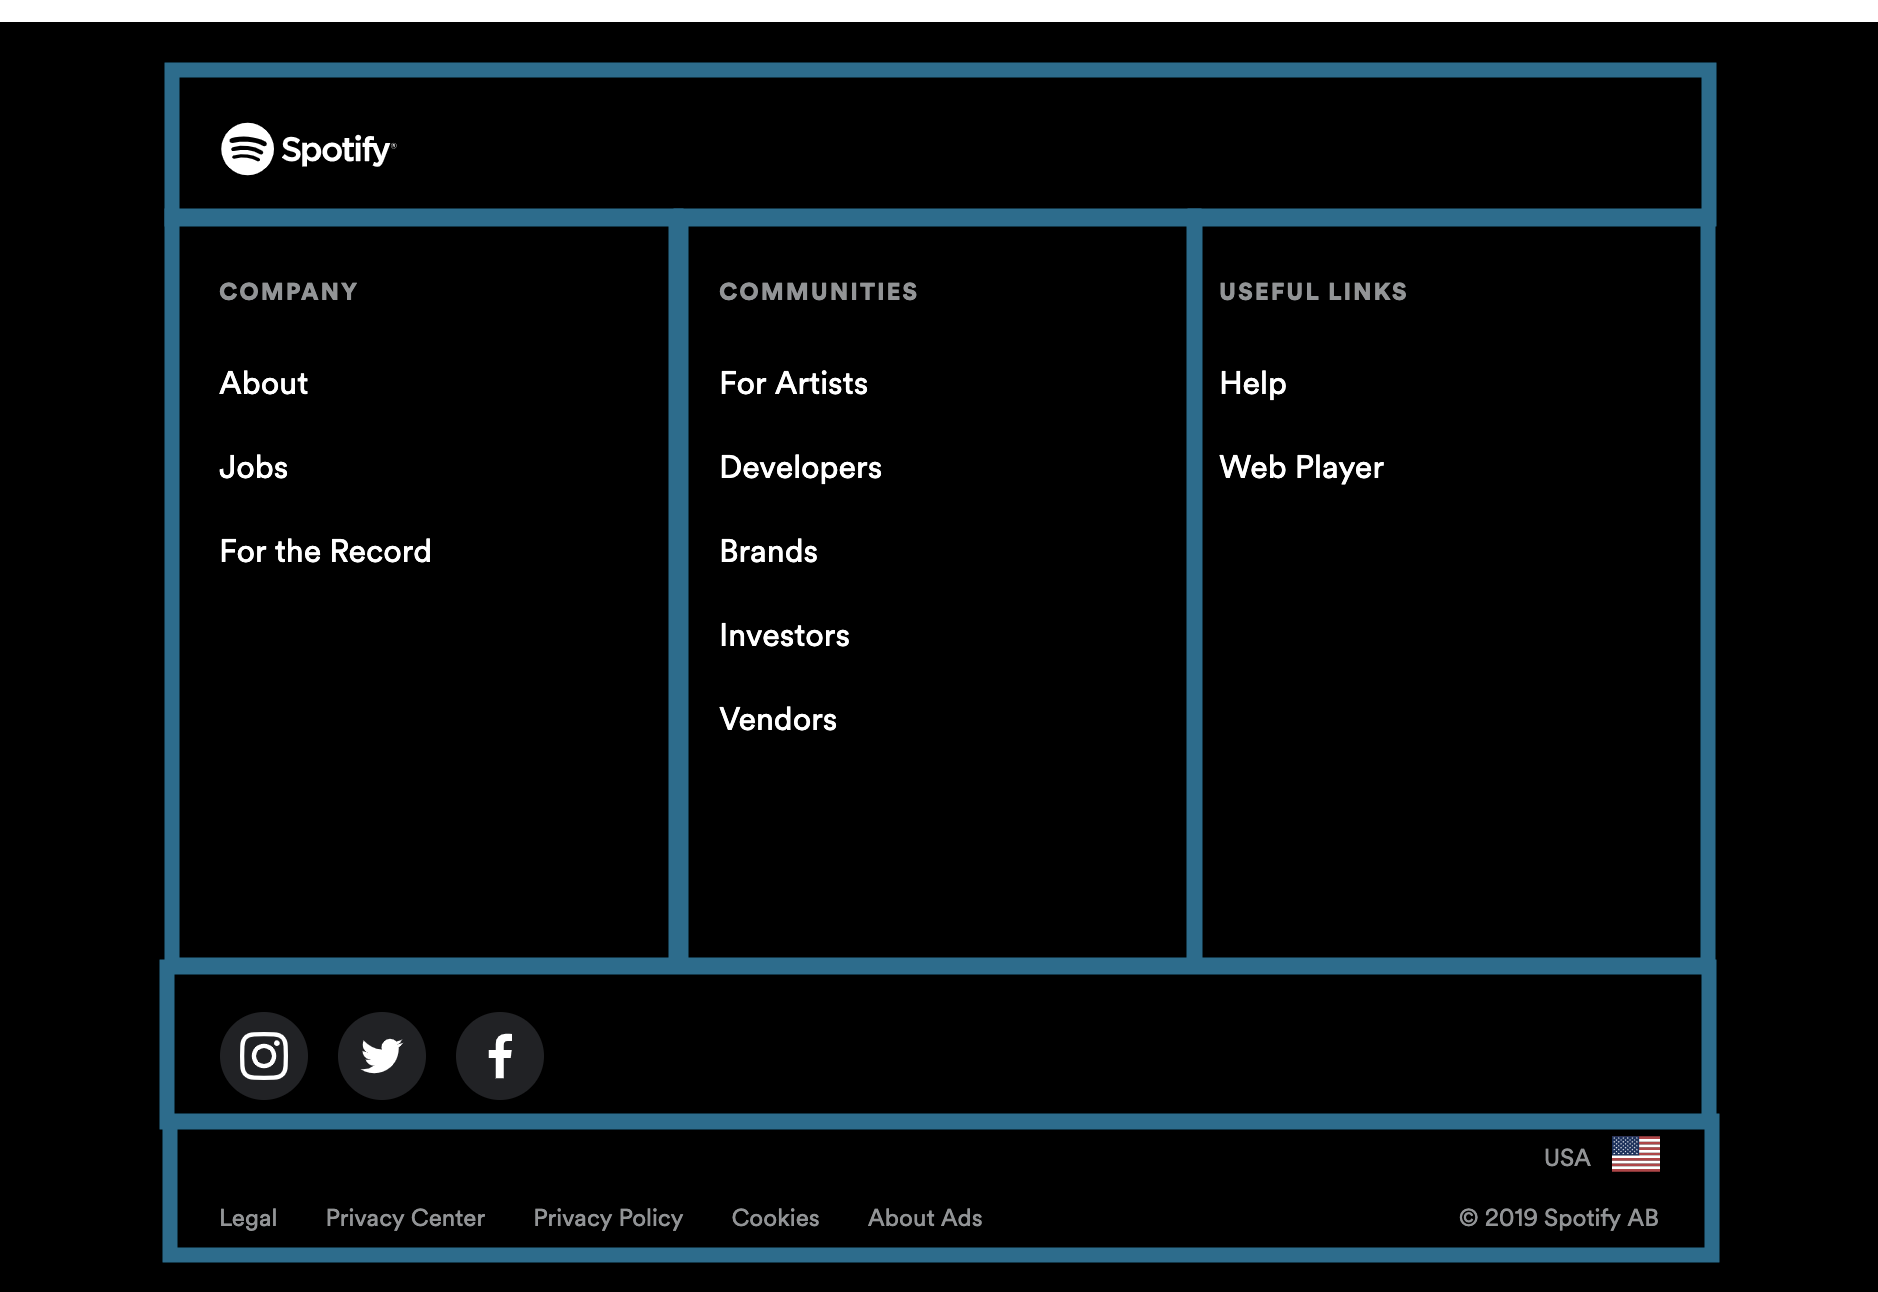 Spotify®
COMPANY
About
Jobs
For the Record
COMMUNITIES
For Artists
Developers
Brands
Investors
Vendors
USEFUL LINKS
Help
Web Player
USA
Legal Privacy Center Privacy Policy Cookies About Ads
© 2019 Spotify AB